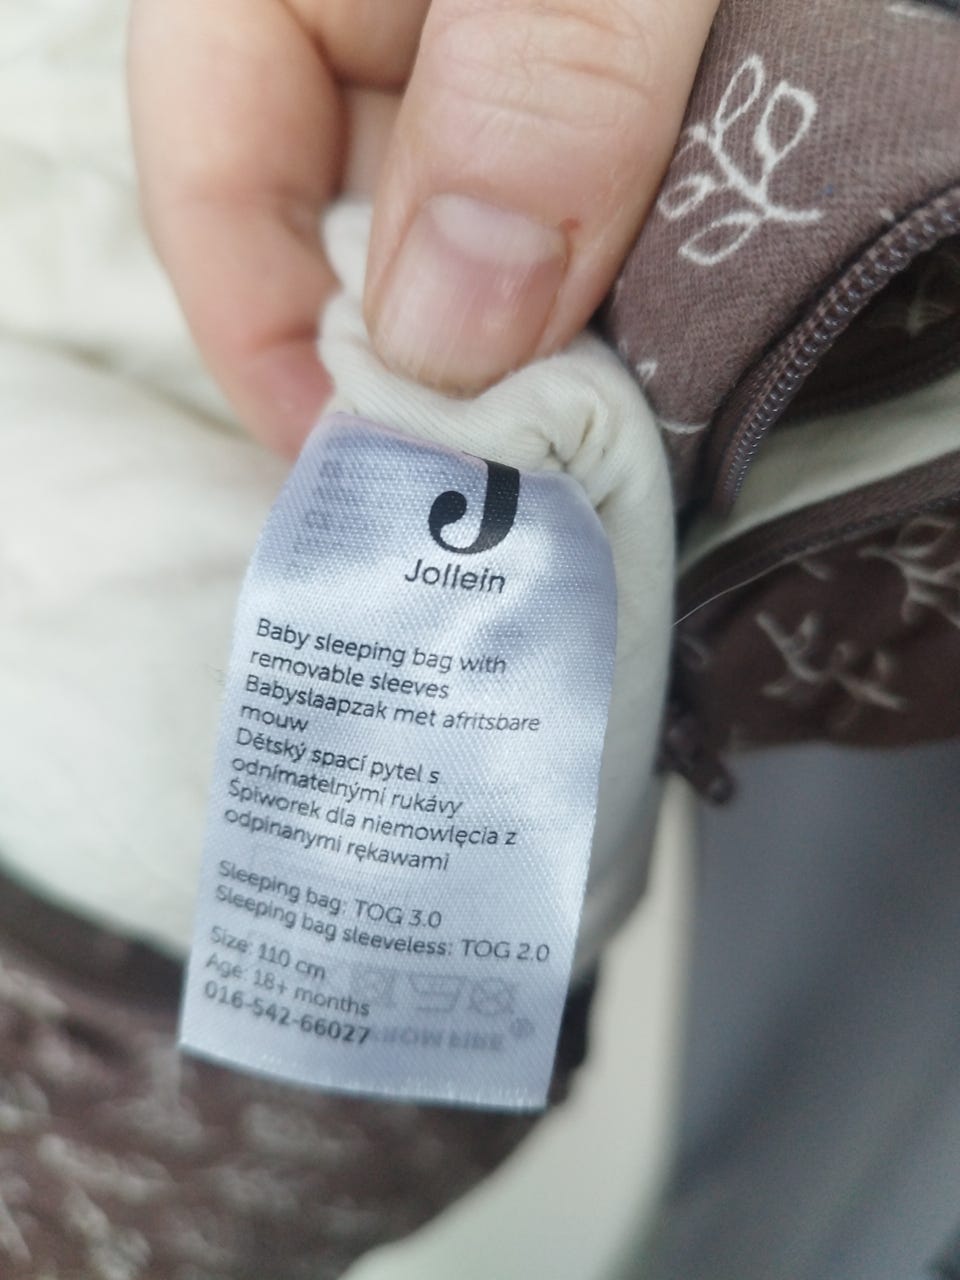 J
Jollein
Baby sleeping bag with
removable sleeves
Babyslaapzak met afritsbare
mouw
Dětský spací pytel s
odnímatelnými rukávy
Śpiworek dla niemowlęcia z
odpinanymi rękawami
Sleeping bag: TOG 3.0
Sleeping bag sleeveless: TOG 2.0
Size: 110 cm
Age: 18+ months
016-542-66027